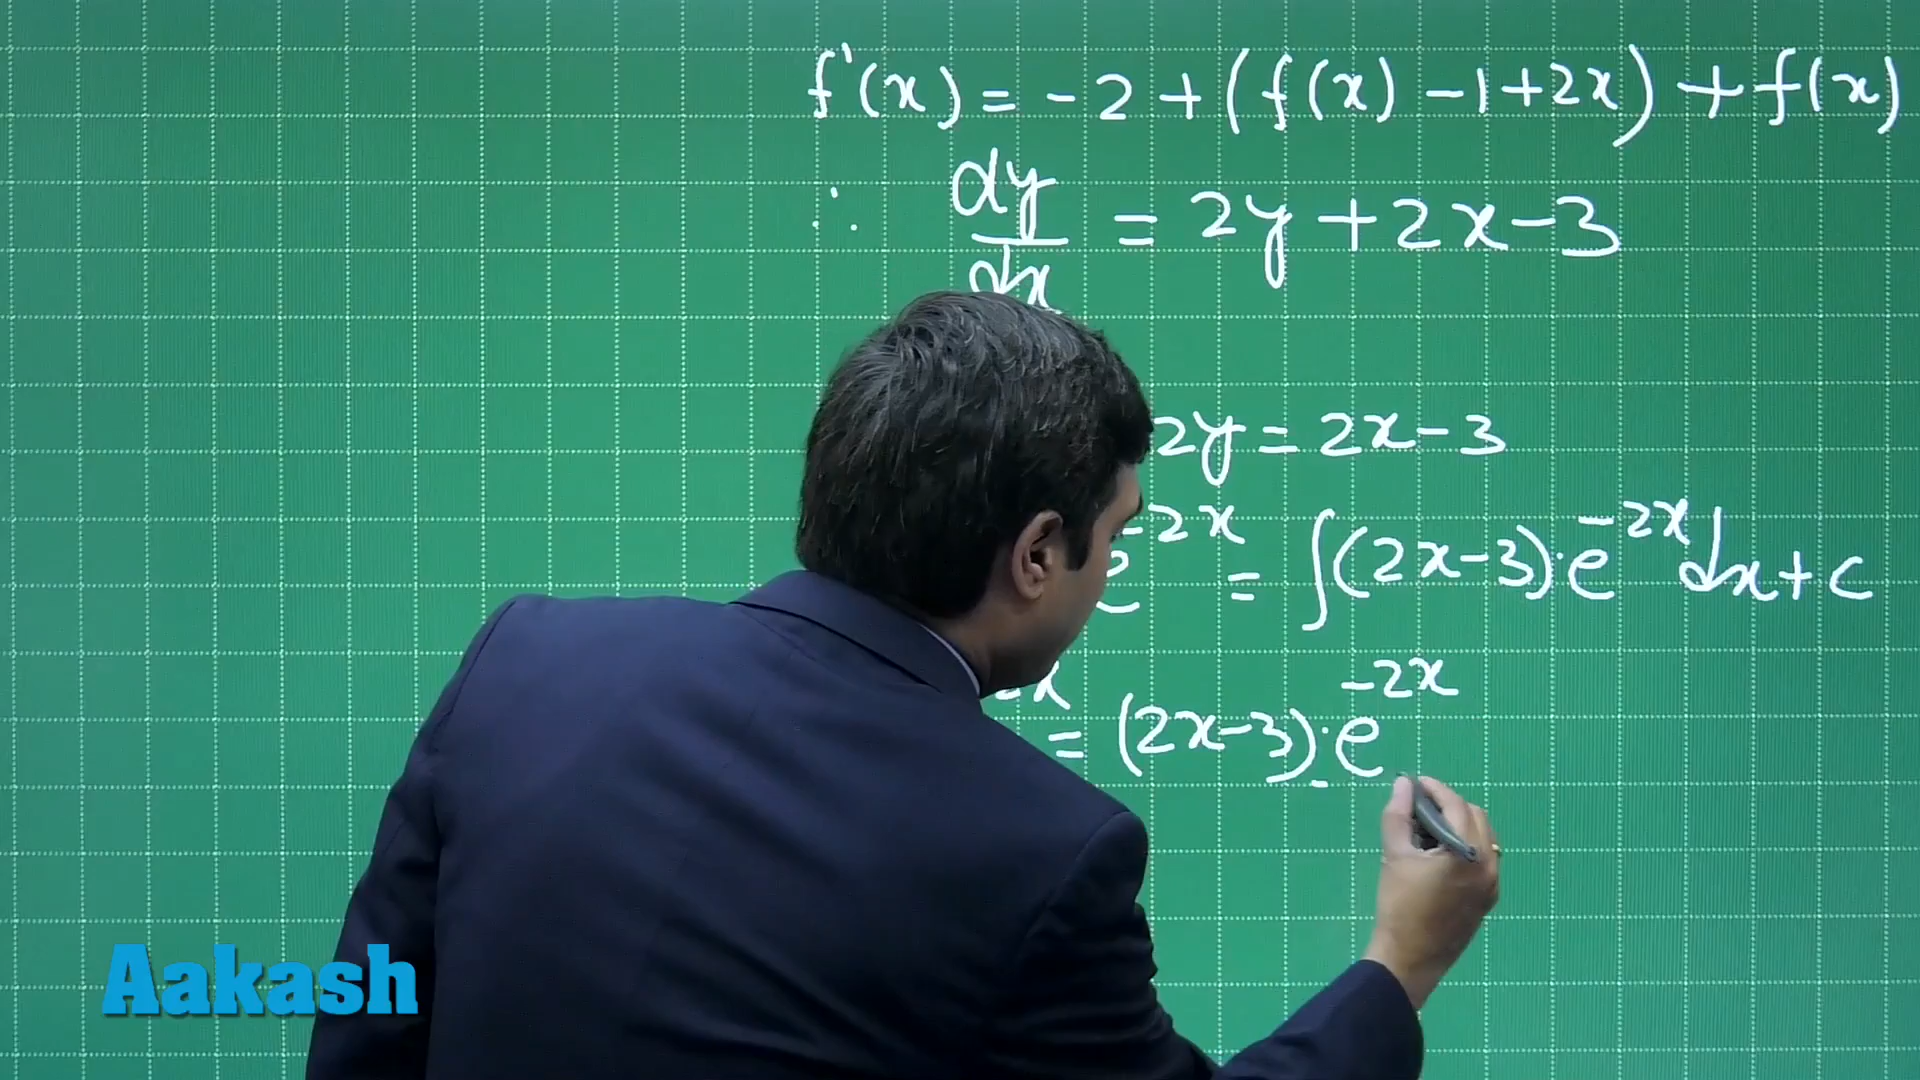 f'(x) = -2 + (f(x) - 1 + 2x) + f(x)
∴ dy/dx = 2y + 2x - 3
2y = 2x - 3
e^{-2x} = ∫(2x-3)·e^{-2x} dx + c
= (2x-3)·e^{-2x}
Aakash